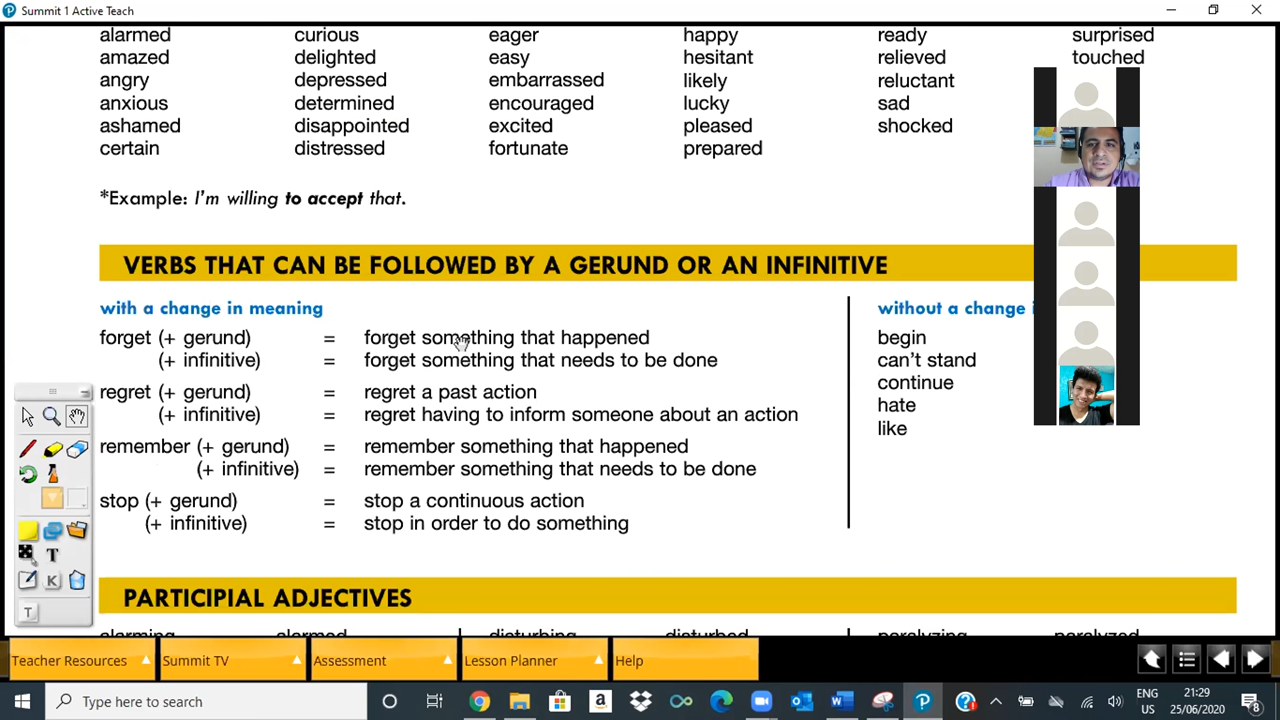 Summit 1 Active Teach
alarmed curious eager happy ready surprised
amazed delighted easy hesitant relieved touched
angry depressed embarrassed likely reluctant
anxious determined encouraged lucky sad
ashamed disappointed excited pleased shocked
certain distressed fortunate prepared
*Example: I'm willing to accept that.
VERBS THAT CAN BE FOLLOWED BY A GERUND OR AN INFINITIVE
with a change in meaning
forget (+ gerund) = forget something that happened
(+ infinitive) = forget something that needs to be done
regret (+ gerund) = regret a past action
(+ infinitive) = regret having to inform someone about an action
remember (+ gerund) = remember something that happened
(+ infinitive) = remember something that needs to be done
stop (+ gerund) = stop a continuous action
(+ infinitive) = stop in order to do something
without a change
begin
can't stand
continue
hate
like
PARTICIPIAL ADJECTIVES
alarming alarmed disturbing disturbed paralyzing paralyzed
T
K
T
Teacher Resources Summit TV Assessment Lesson Planner Help
Type here to search
ENG 21:29
US 25/06/2020 8